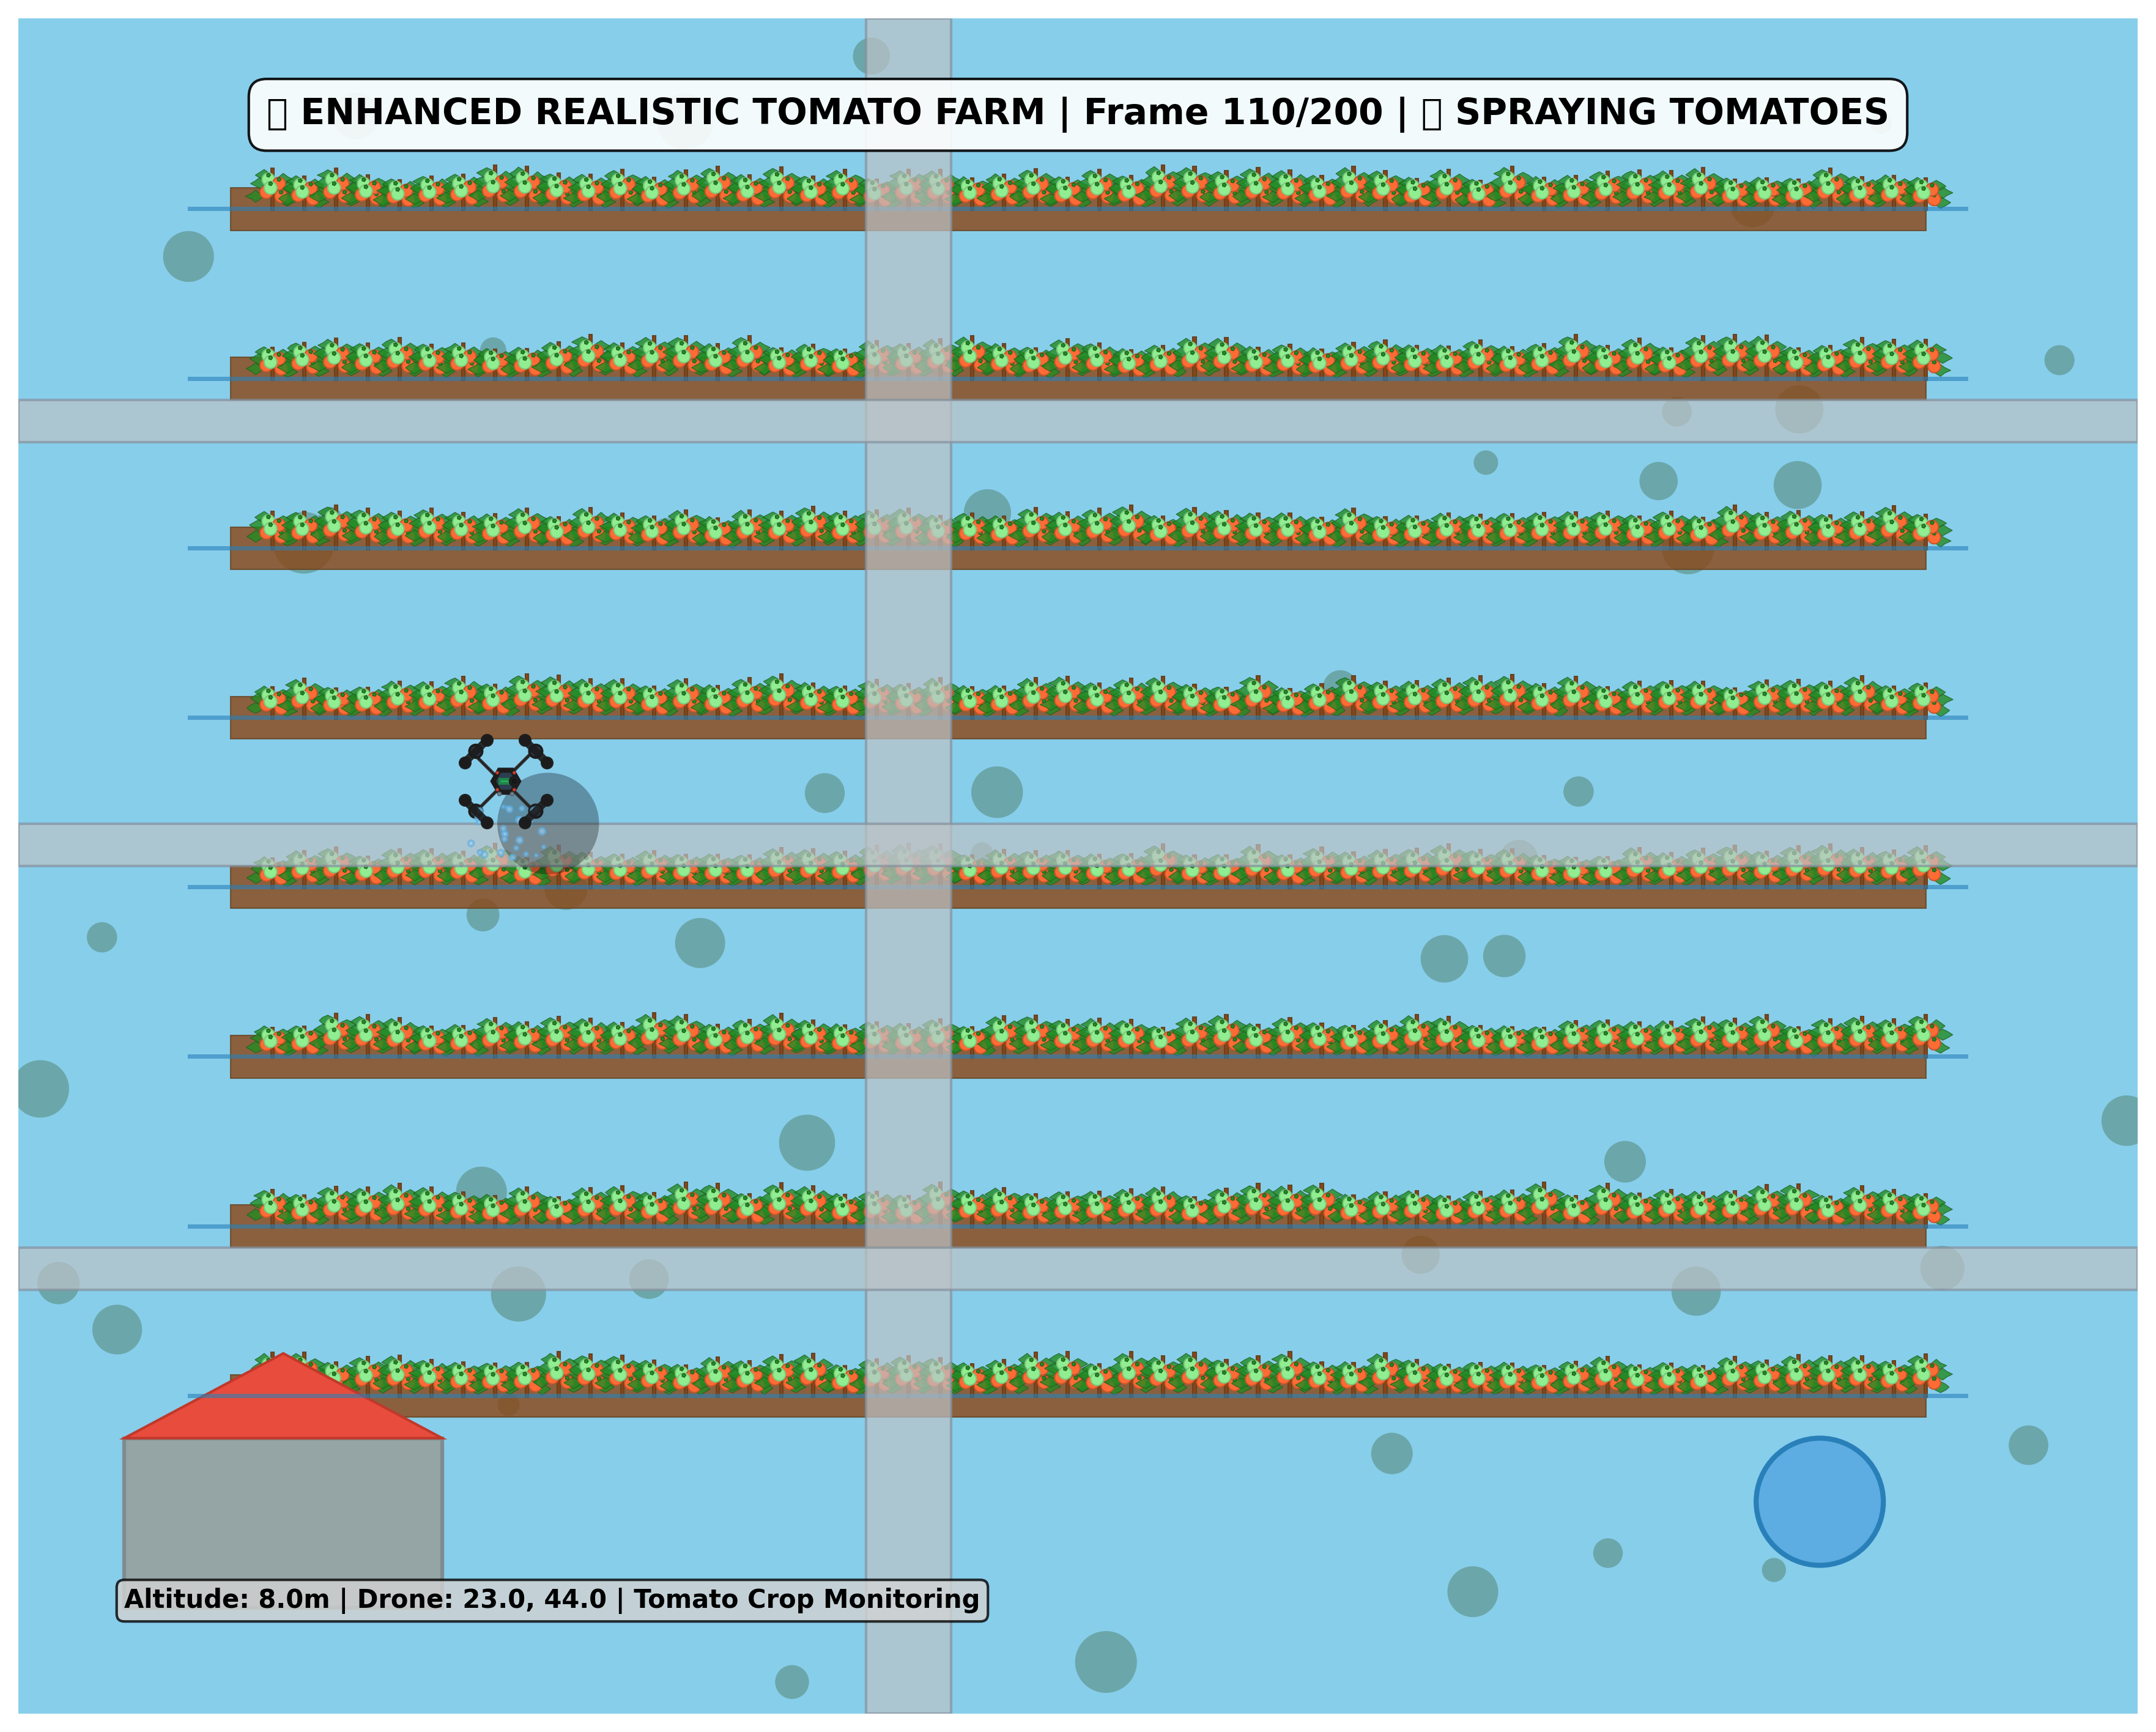 ▯ ENHANCED REALISTIC TOMATO FARM | Frame 110/200 | ▯ SPRAYING TOMATOES
Altitude: 8.0m | Drone: 23.0, 44.0 | Tomato Crop Monitoring